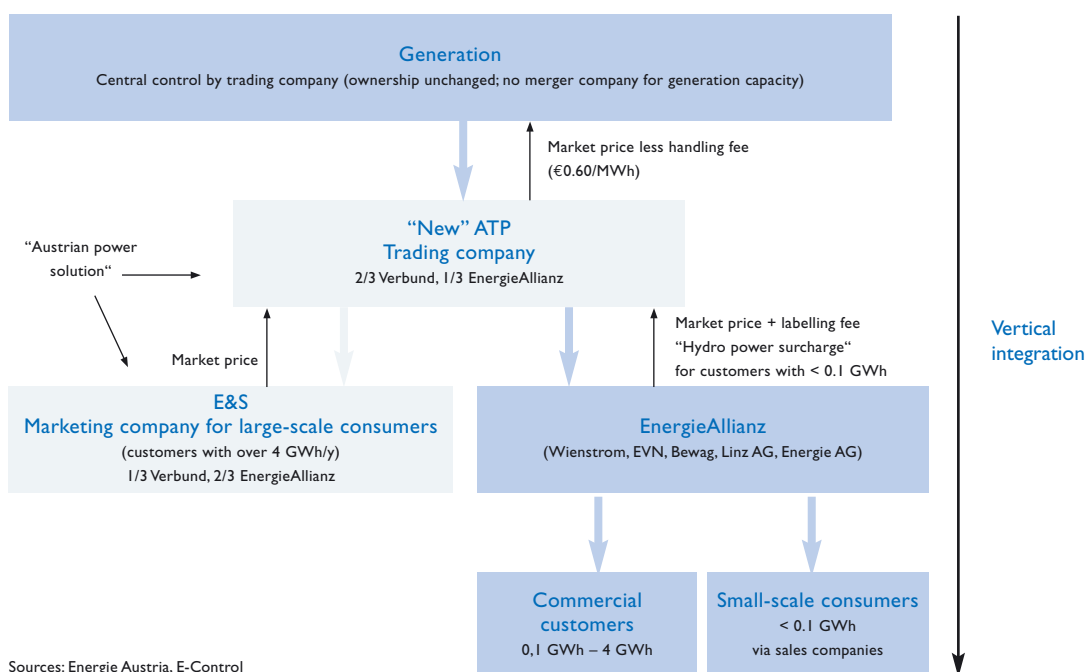 Generation
Central control by trading company (ownership unchanged; no merger company for generation capacity)
Market price less handling fee
(€0.60/MWh)
“New” ATP
Trading company
2/3 Verbund, 1/3 EnergieAllianz
“Austrian power
solution“
Market price
Market price + labelling fee
“Hydro power surcharge“
for customers with < 0.1 GWh
Vertical
integration
E&S
Marketing company for large-scale consumers
(customers with over 4 GWh/y)
1/3 Verbund, 2/3 EnergieAllianz
EnergieAllianz
(Wienstrom, EVN, Bewag, Linz AG, Energie AG)
Commercial
customers
0,1 GWh – 4 GWh
Small-scale consumers
< 0.1 GWh
via sales companies
Sources: Energie Austria, E-Control